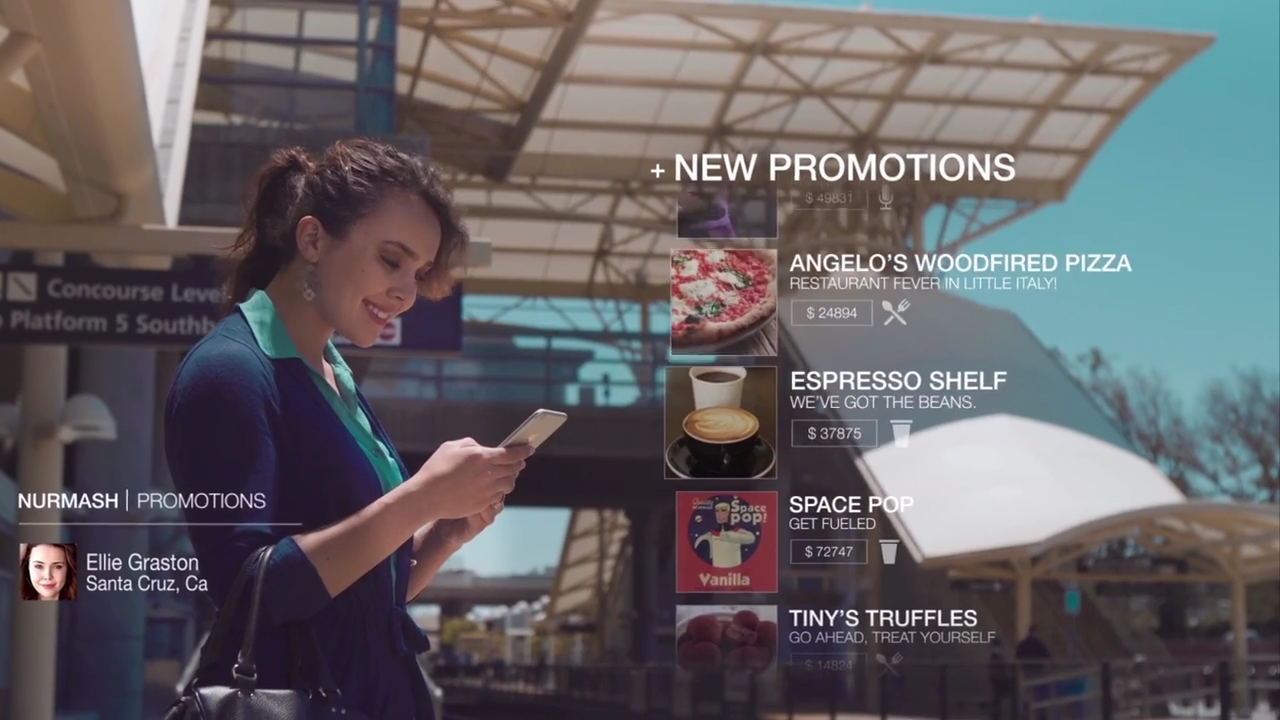 + NEW PROMOTIONS
$ 49831
ANGELO'S WOODFIRED PIZZA
RESTAURANT FEVER IN LITTLE ITALY!
$ 24894
Concourse Leve
Platform 5 Southb
ESPRESSO SHELF
WE'VE GOT THE BEANS.
$ 37875
NURMASH | PROMOTIONS
SPACE POP
GET FUELED
$ 72747
Space
pop!
Vanilla
Ellie Graston
Santa Cruz, Ca
TINY'S TRUFFLES
GO AHEAD, TREAT YOURSELF
$ 14824